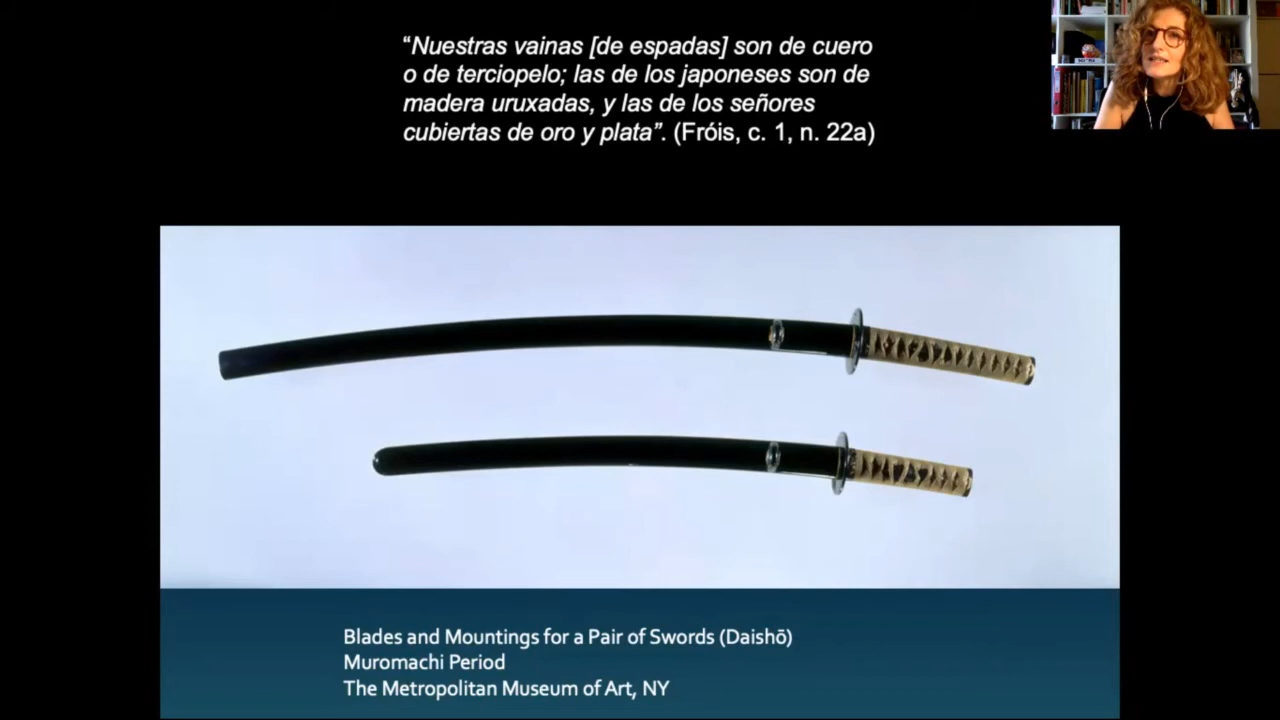 “Nuestras vainas [de espadas] son de cuero
o de terciopelo; las de los japoneses son de
madera uruxadas, y las de los señores
cubiertas de oro y plata”. (Fróis, c. 1, n. 22a)
Blades and Mountings for a Pair of Swords (Daishō)
Muromachi Period
The Metropolitan Museum of Art, NY